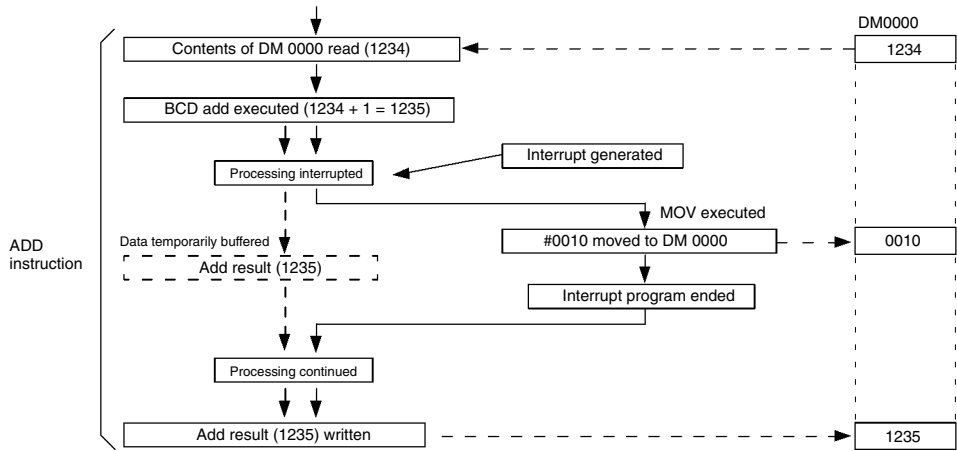 DM0000
Contents of DM 0000 read (1234)
1234
BCD add executed (1234 + 1 = 1235)
Interrupt generated
Processing interrupted
MOV executed
Data temporarily buffered
#0010 moved to DM 0000
0010
ADD
instruction
Add result (1235)
Interrupt program ended
Processing continued
Add result (1235) written
1235